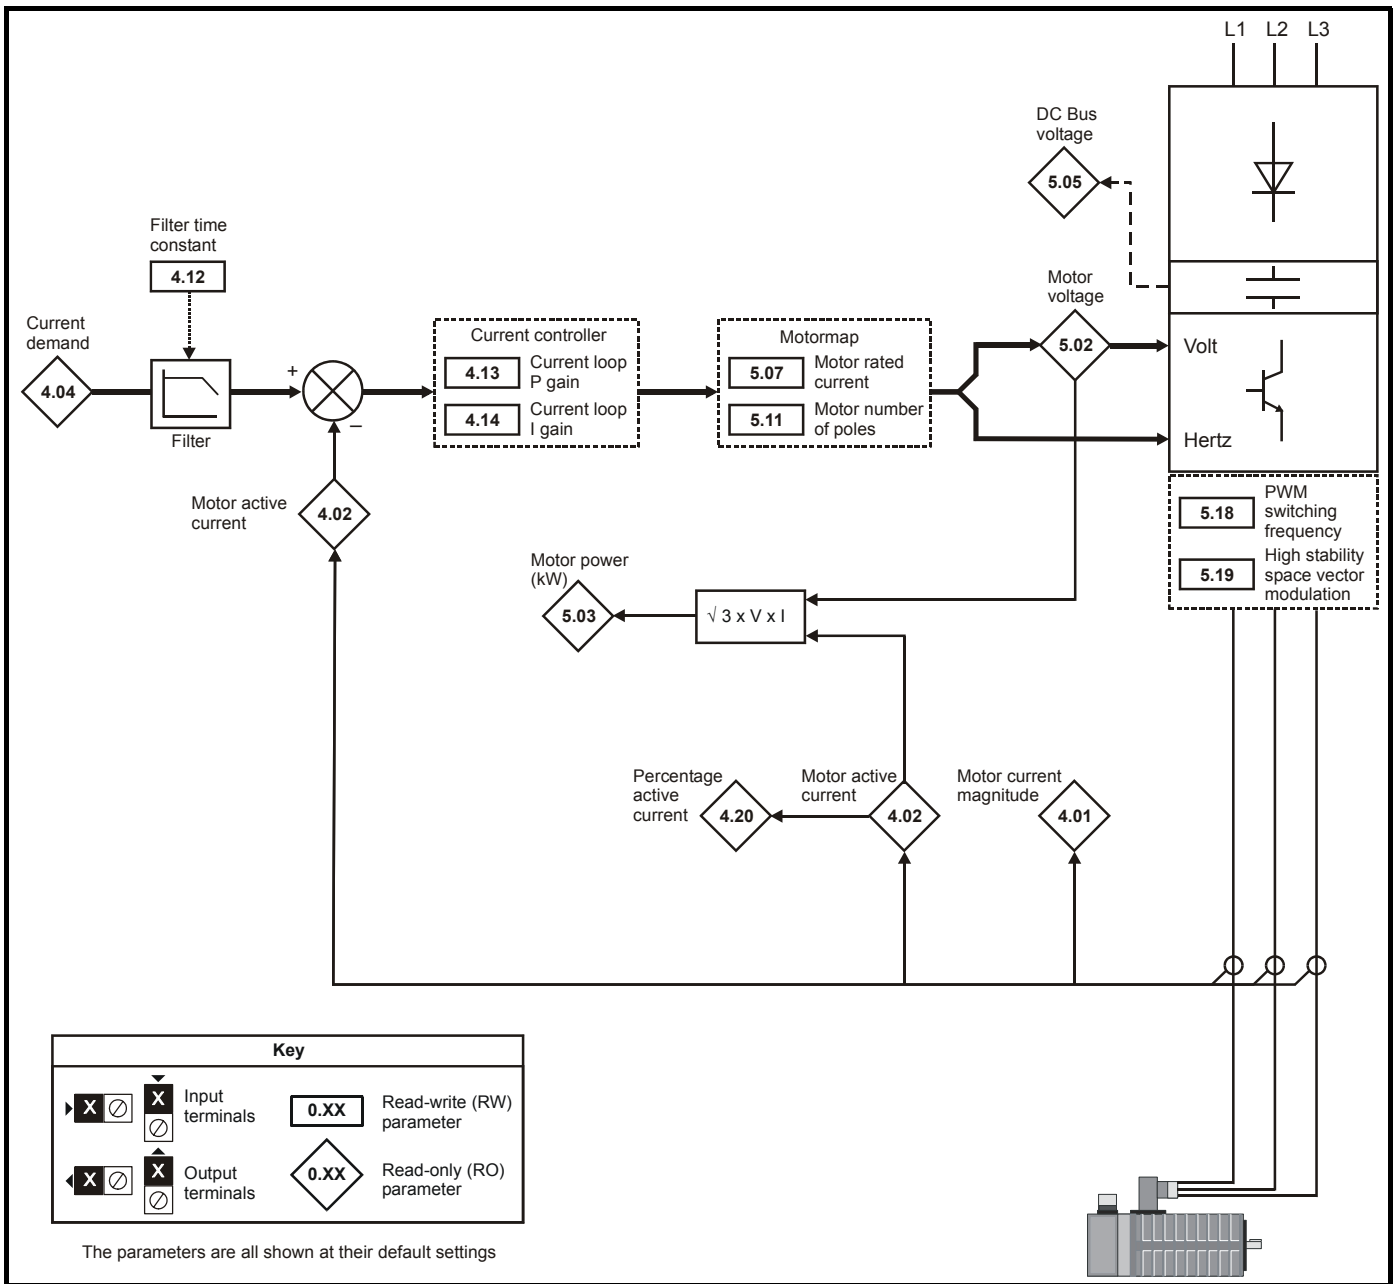 L1 L2 L3
DC Bus
voltage
5.05
Filter time
constant
4.12
Motor
voltage
5.02
Current
demand
4.04
Filter
+
–
Current controller
4.13 Current loop
P gain
4.14 Current loop
I gain
Motormap
5.07 Motor rated
current
5.11 Motor number
of poles
Volt
Hertz
Motor active
current
4.02
5.18 PWM
switching
frequency
5.19 High stability
space vector
modulation
Motor power
(kW)
5.03
√ 3 x V x I
Percentage
active
current
4.20
Motor active
current
4.02
Motor current
magnitude
4.01
Key
X
X
Input
terminals
0.XX
Read-write (RW)
parameter
X
X
Output
terminals
0.XX
Read-only (RO)
parameter
The parameters are all shown at their default settings